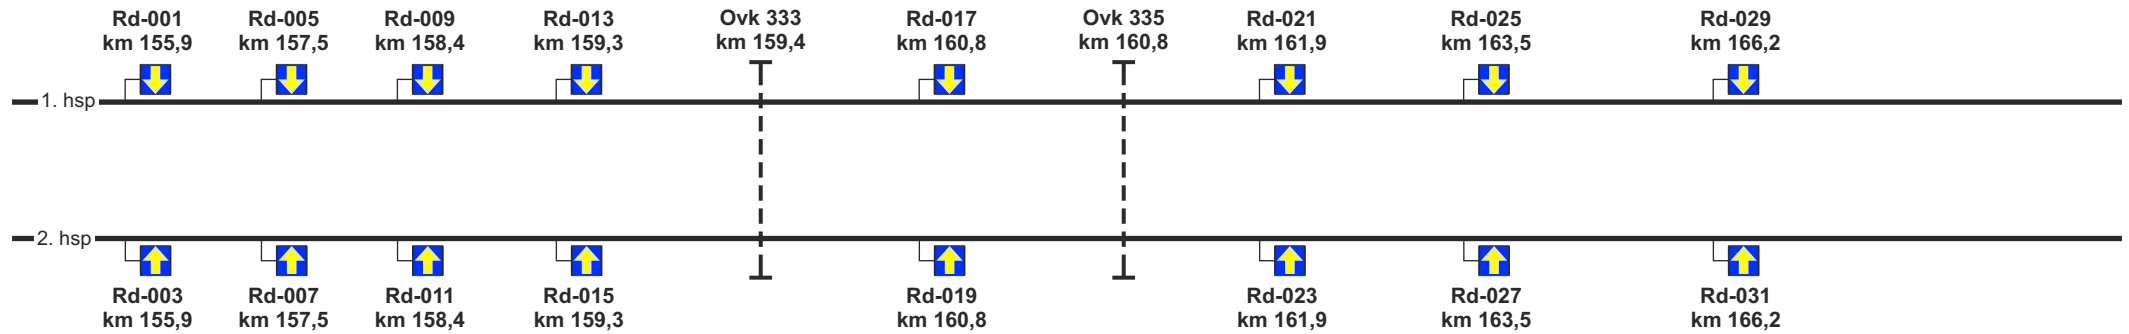 Rd-001
km 155,9
Rd-005
km 157,5
Rd-009
km 158,4
Rd-013
km 159,3
Ovk 333
km 159,4
Rd-017
km 160,8
Ovk 335
km 160,8
Rd-021
km 161,9
Rd-025
km 163,5
Rd-029
km 166,2
1. hsp
2. hsp
Rd-003
km 155,9
Rd-007
km 157,5
Rd-011
km 158,4
Rd-015
km 159,3
Rd-019
km 160,8
Rd-023
km 161,9
Rd-027
km 163,5
Rd-031
km 166,2